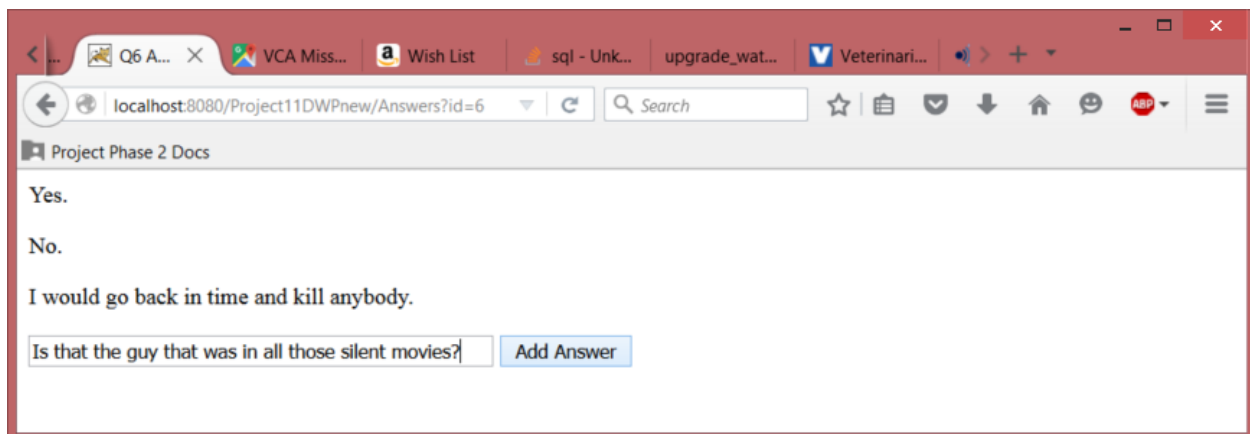 ... Q6 A... VCA Miss... a Wish List sql - Unk... upgrade_wat... Veterinari...
localhost:8080/Project11DWPnew/Answers?id=6 Search ABP
Project Phase 2 Docs
Yes.
No.
I would go back in time and kill anybody.
Is that the guy that was in all those silent movies? Add Answer